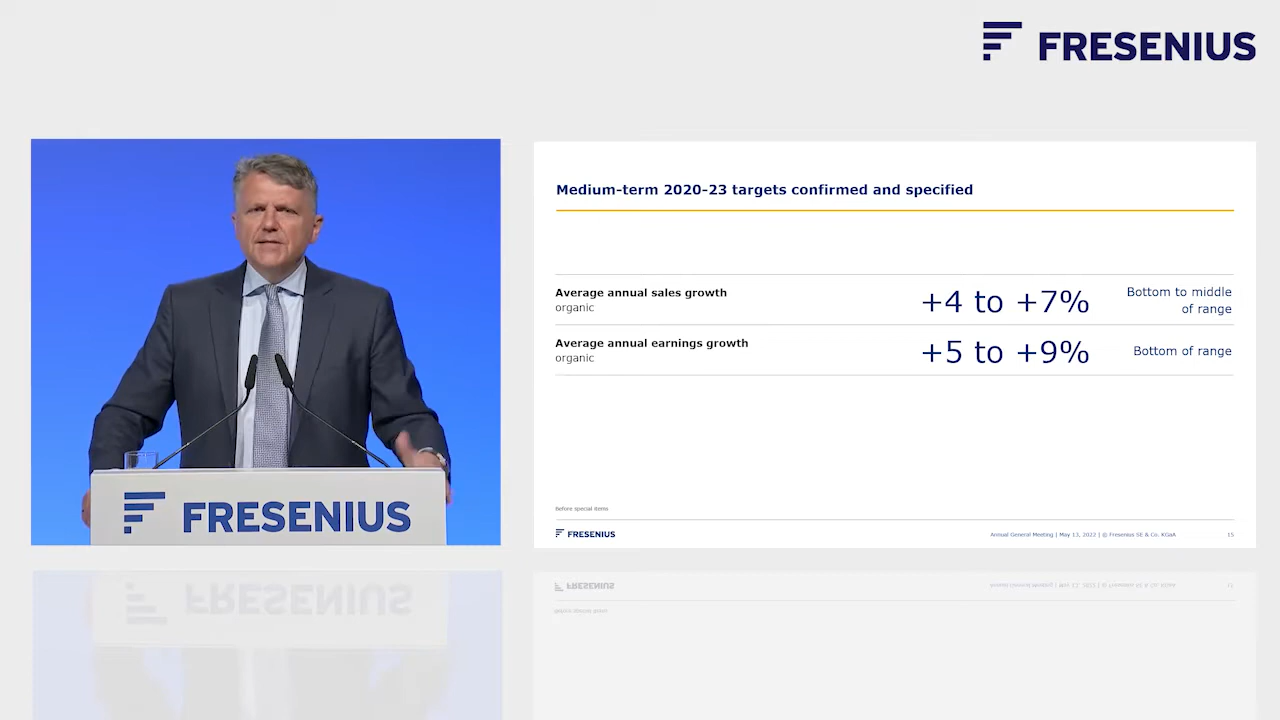 FRESENIUS
FRESENIUS
Medium-term 2020-23 targets confirmed and specified
Average annual sales growth
organic
+4 to +7%
Bottom to middle
of range
Average annual earnings growth
organic
+5 to +9%
Bottom of range
Before special items
FRESENIUS
Annual General Meeting | May 13, 2022 | © Fresenius SE & Co. KGaA
15